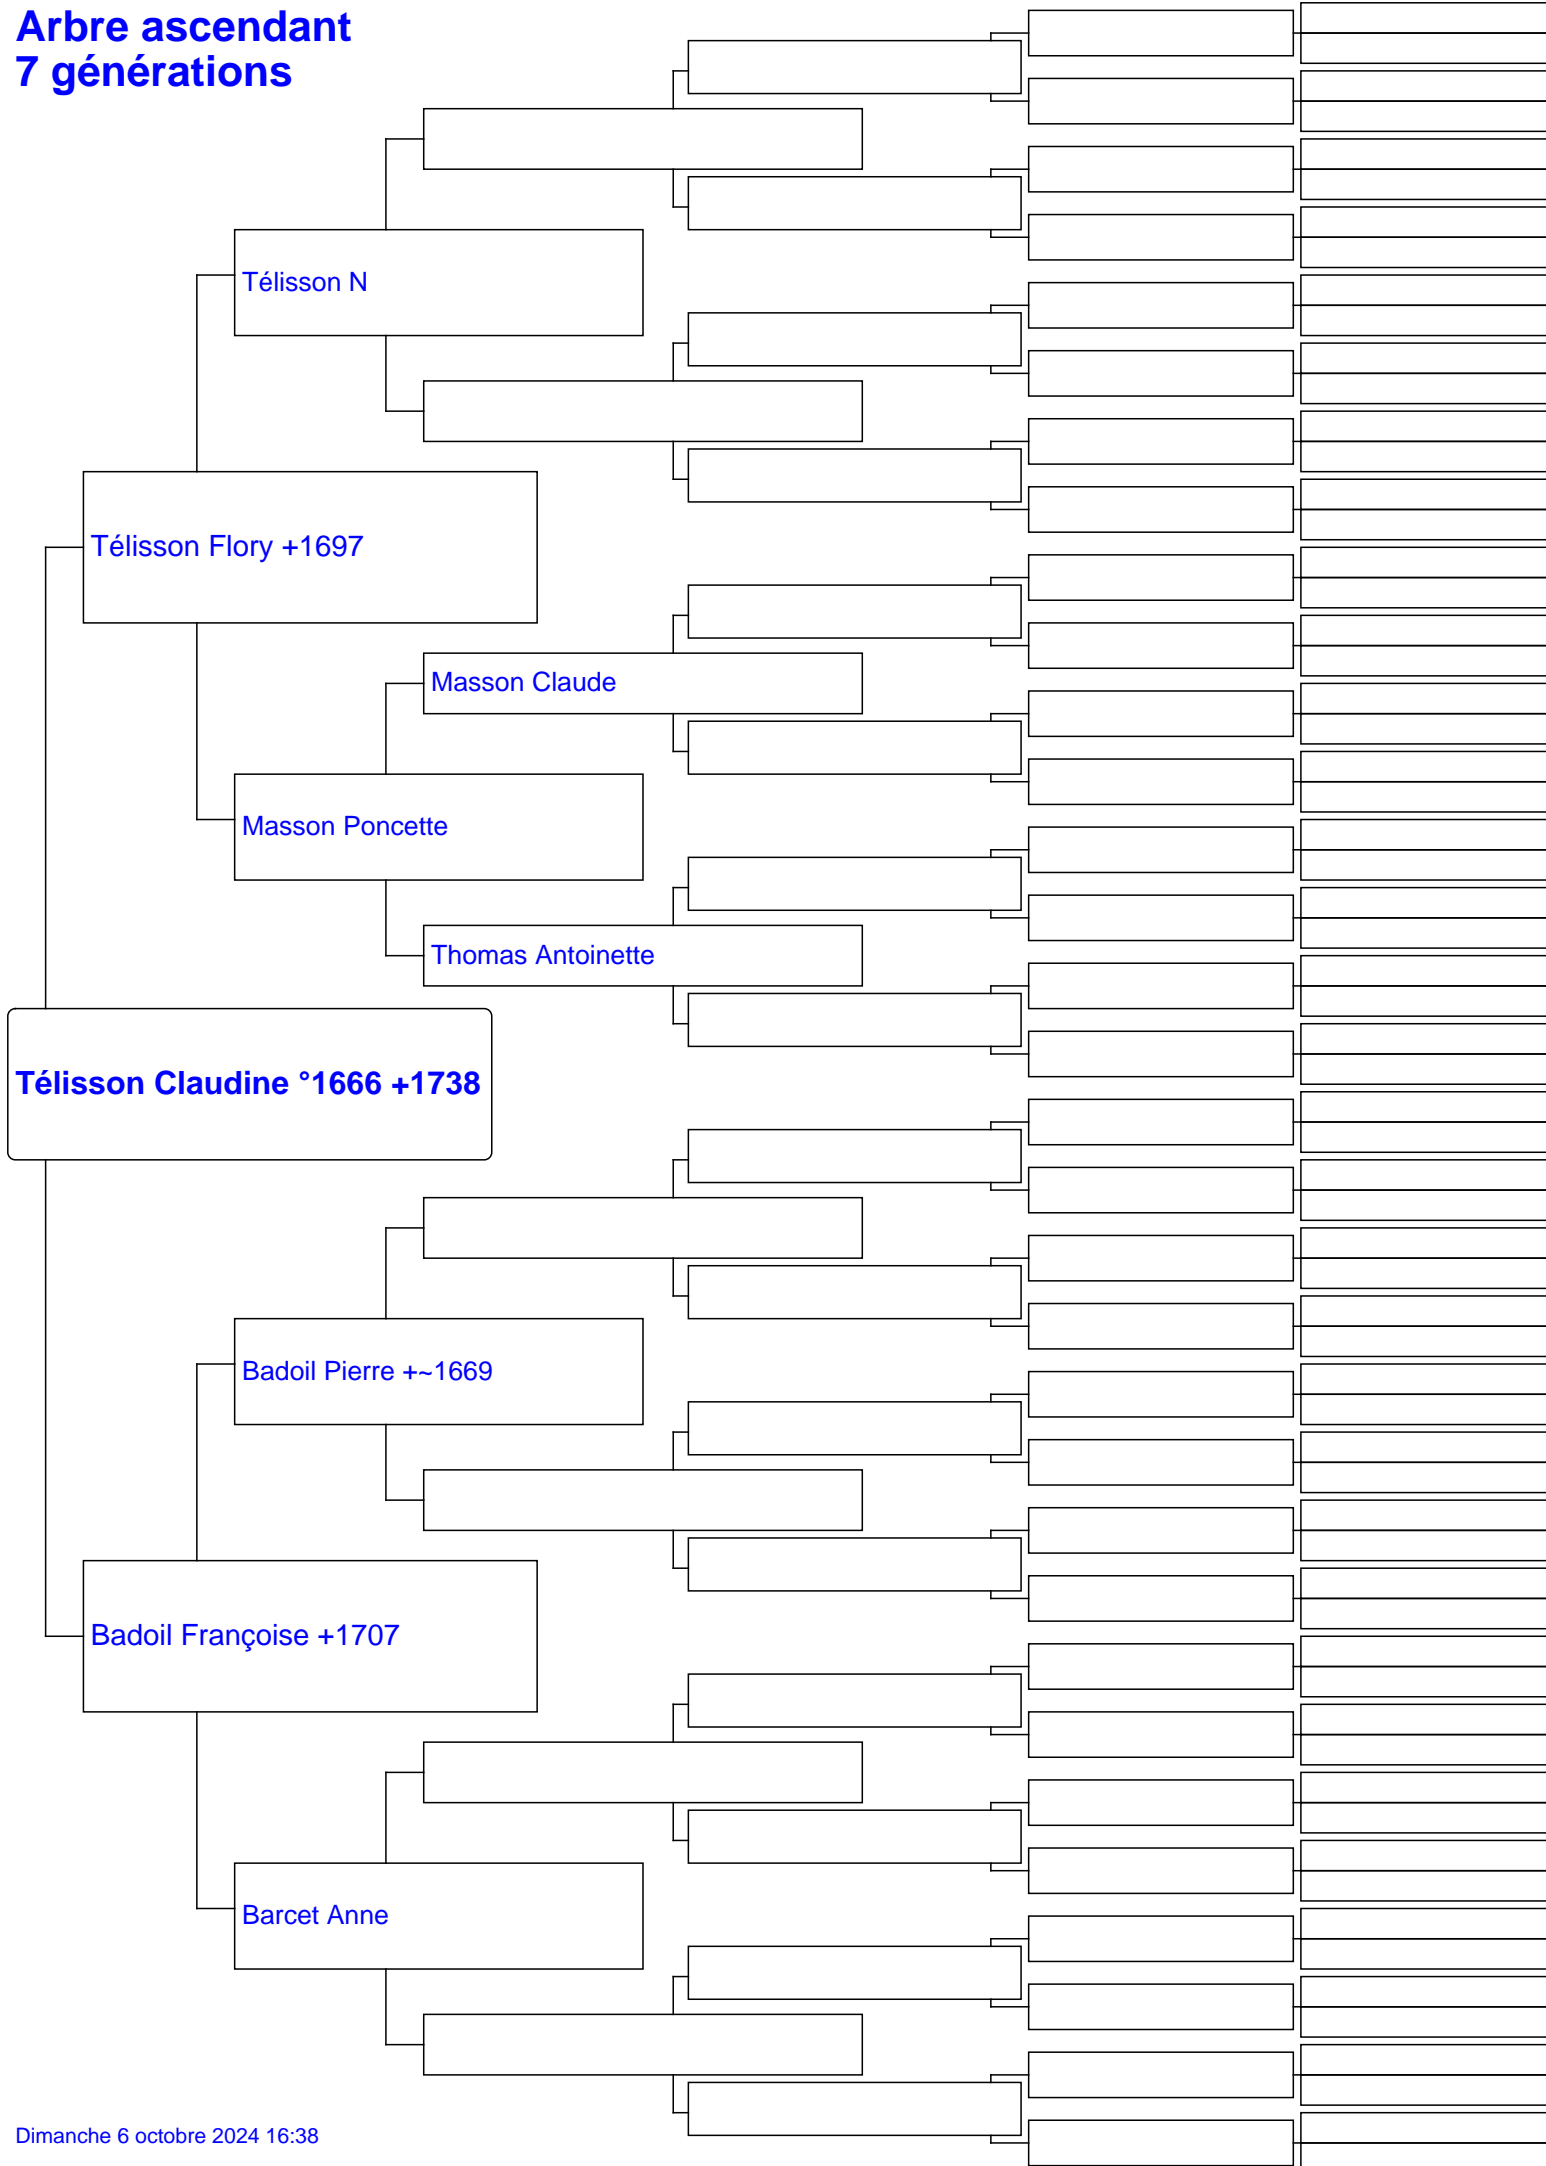 Arbre ascendant
7 générations
Télisson N
Télisson Flory +1697
Masson Claude
Masson Poncette
Thomas Antoinette
Télisson Claudine °1666 +1738
Badoil Pierre +~1669
Badoil Françoise +1707
Barcet Anne
Dimanche 6 octobre 2024 16:38